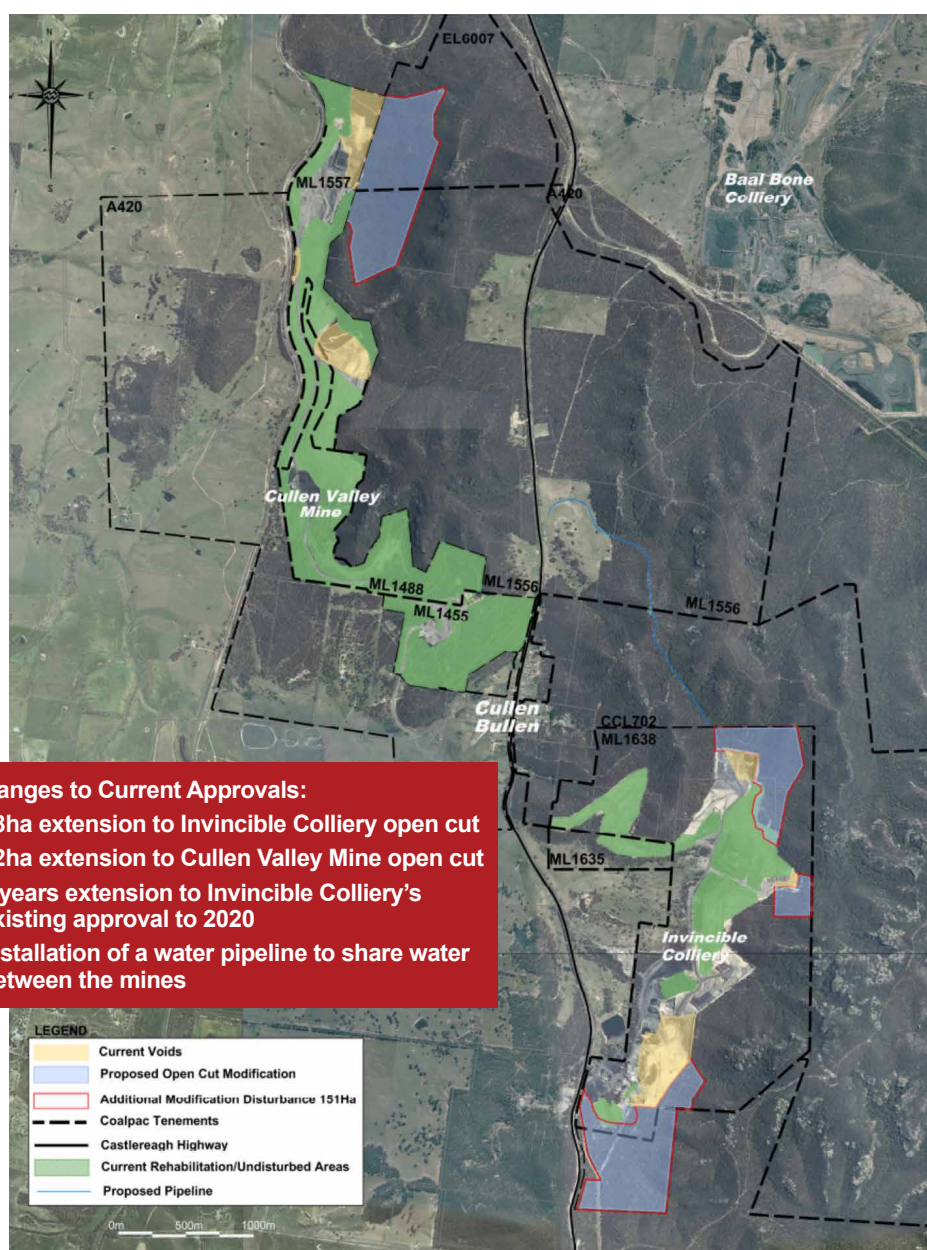 N
E
S
EL6007
ML1557
A420
A420
Baal Bone
Colliery
Cullen Valley
Mine
ML1488
ML1556
ML1455
ML1556
Cullen
Bullen
CCL702
ML1638
anges to Current Approvals:
ha extension to Invincible Colliery open cut
2ha extension to Cullen Valley Mine open cut
years extension to Invincible Colliery's
xisting approval to 2020
stallation of a water pipeline to share water
etween the mines
ML1635
Invincible
Colliery
LEGEND
Current Voids
Proposed Open Cut Modification
Additional Modification Disturbance 151Ha
Coalpac Tenements
Castlereagh Highway
Current Rehabilitation/Undisturbed Areas
Proposed Pipeline
0m 500m 1000m